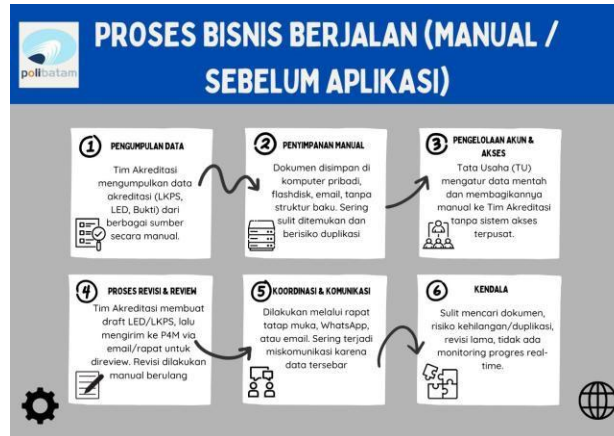 polibatam
PROSES BISNIS BERJALAN (MANUAL /
SEBELUM APLIKASI)
1 PENGUMPULAN DATA
Tim Akreditasi
mengumpulkan data
akreditasi (LKPS,
LED, Bukti) dari
berbagai sumber
secara manual.
2 PENYIMPANAN MANUAL
Dokumen disimpan di
komputer pribadi,
flashdisk, email, tanpa
struktur baku. Sering
sulit ditemukan dan
berisiko duplikasi
3 PENGELOLAAN AKUN &
AKSES
Tata Usaha (TU)
mengatur data mentah
dan membagikannya
manual ke Tim Akreditasi
tanpa sistem akses
terpusat.
4 PROSES REVISI & REVIEW
Tim Akreditasi membuat
draft LED/LKPS, lalu
mengirim ke P4M via
email/rapat untuk
direview. Revisi dilakukan
manual berulang
5 KOORDINASI & KOMUNIKASI
Dilakukan melalui rapat
tatap muka, WhatsApp,
atau email. Sering terjadi
miskomunikasi karena
data tersebar
6 KENDALA
Sulit mencari dokumen,
risiko kehilangan/duplikasi,
revisi lama, tidak ada
monitoring progres real-
time.